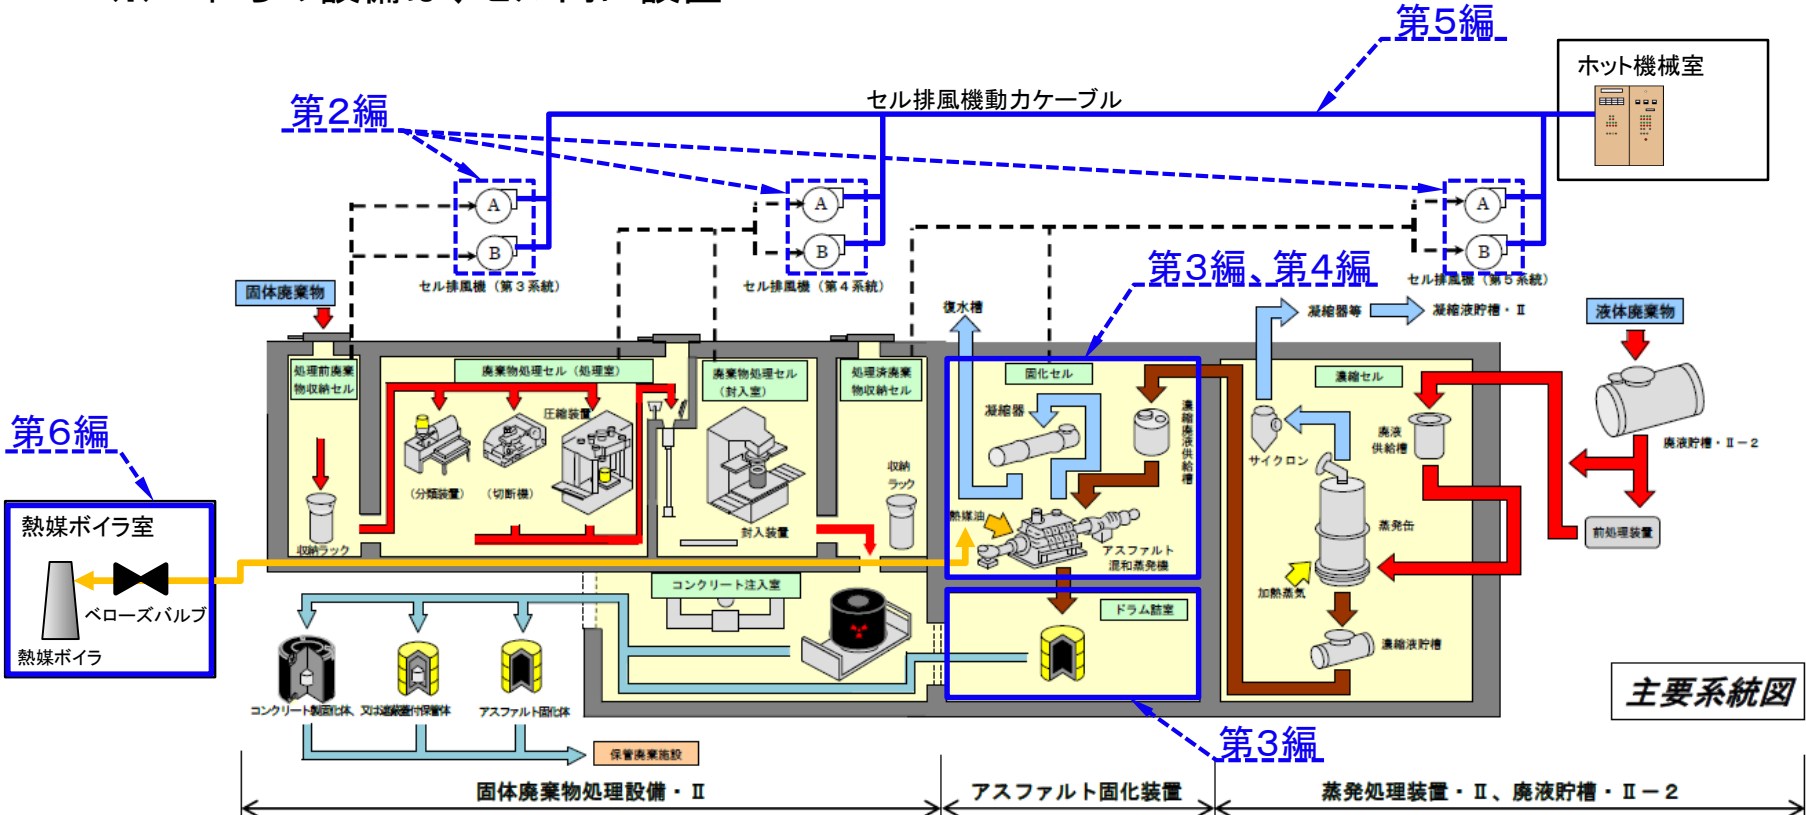 第5編
ホット機械室
第2編
セル排風機動力ケーブル
A
B
A
B
A
B
セル排風機（第３系統）
セル排風機（第４系統）
セル排風機（第５系統）
第3編、第4編
固体廃棄物
復水槽
凝縮器等
凝縮液貯槽・Ⅱ
液体廃棄物
処理前廃棄
物収納セル
廃棄物処理セル（処理室）
廃棄物処理セル
（封入室）
処理済廃棄
物収納セル
固化セル
濃縮セル
第6編
圧縮装置
凝縮器
濃縮廃液供給槽
サイクロン
廃液
供給槽
廃液貯槽・Ⅱ－２
（分類装置）
（切断機）
収納
ラック
熱媒ボイラ室
収納ラック
封入装置
熱媒油
アスファルト
混和蒸発機
蒸発缶
前処理装置
コンクリート注入室
ドラム詰室
加熱蒸気
ベローズバルブ
熱媒ボイラ
濃縮液貯槽
コンクリート製固化体、又は遮蔽蓋付保管体
アスファルト固化体
主要系統図
第3編
保管廃棄施設
固体廃棄物処理設備・Ⅱ
アスファルト固化装置
蒸発処理装置・Ⅱ、廃液貯槽・Ⅱ－２